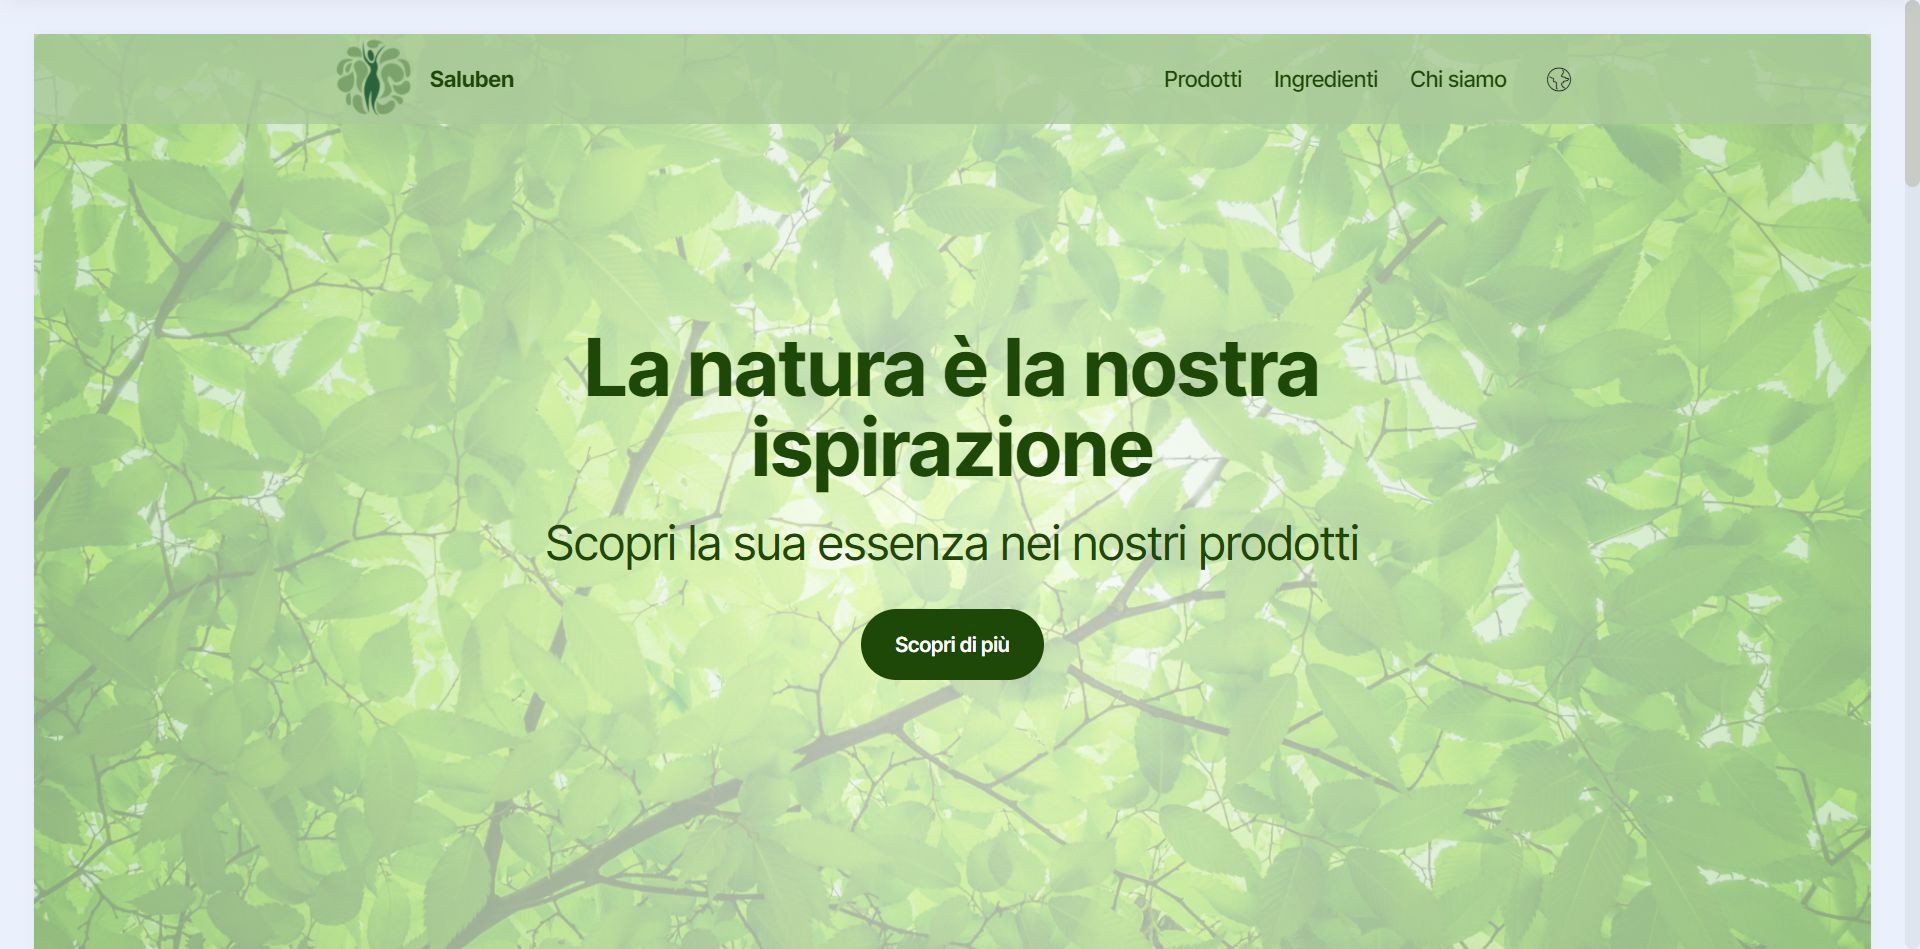 Saluben
Prodotti Ingredienti Chi siamo
La natura è la nostra
ispirazione
Scopri la sua essenza nei nostri prodotti
Scopri di più